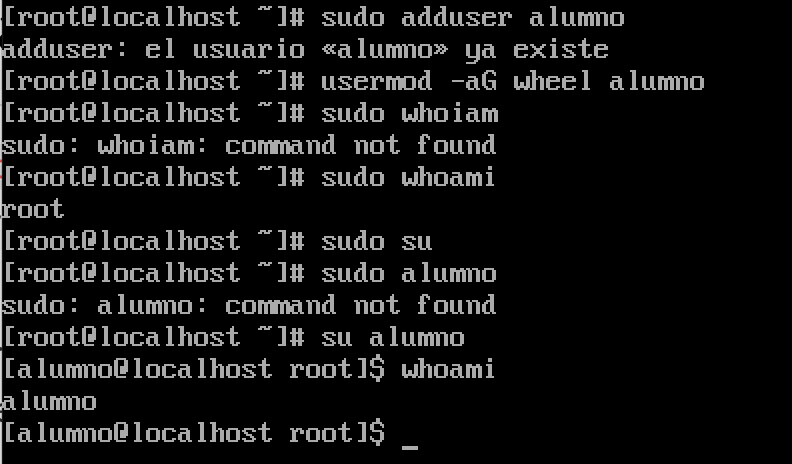 [root@localhost ~]# sudo adduser alumno
adduser: el usuario «alumno» ya existe
[root@localhost ~]# usermod -aG wheel alumno
[root@localhost ~]# sudo whoiam
sudo: whoiam: command not found
[root@localhost ~]# sudo whoami
root
[root@localhost ~]# sudo su
[root@localhost ~]# sudo alumno
sudo: alumno: command not found
[root@localhost ~]# su alumno
[alumno@localhost root]$ whoami
alumno
[alumno@localhost root]$ _